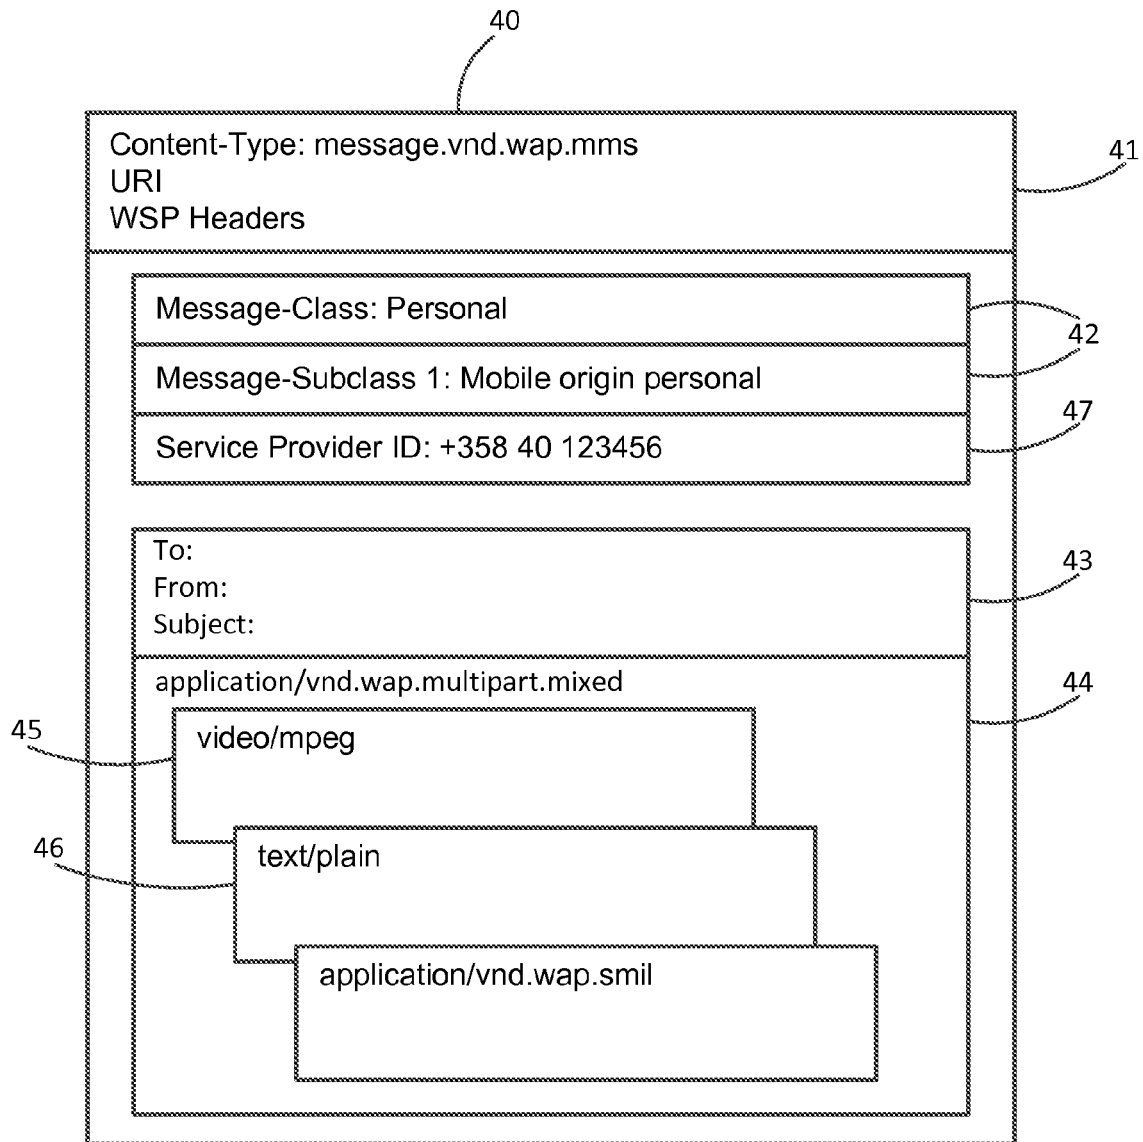 40
Content-Type: message.vnd.wap.mms
41
URI
WSP Headers
Message-Class: Personal
42
Message-Subclass 1: Mobile origin personal
47
Service Provider ID: +358 40 123456
To:
43
From:
Subject:
application/vnd.wap.multipart.mixed
44
45
video/mpeg
46
text/plain
application/vnd.wap.smil